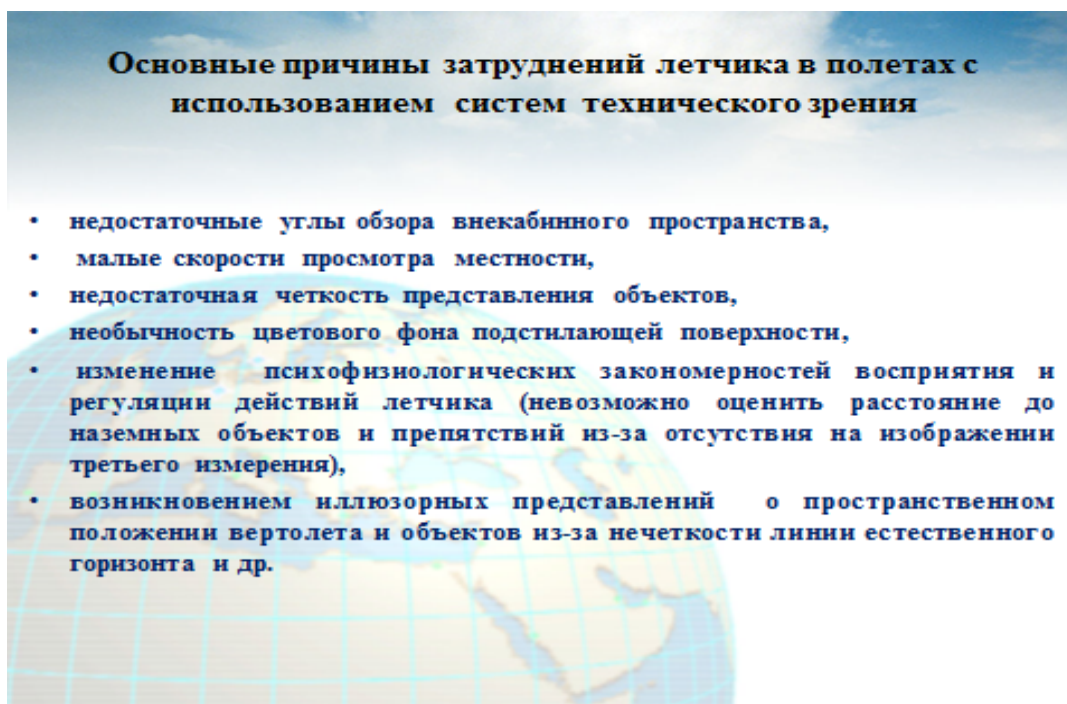 Основные причины затруднений летчика в полетах с
использованием систем технического зрения
• недостаточные углы обзора внекабинного пространства,
• малые скорости просмотра местности,
• недостаточная четкость представления объектов,
• необычность цветового фона подстилающей поверхности,
• изменение психофизиологических закономерностей восприятия и
регуляции действий летчика (невозможно оценить расстояние до
наземных объектов и препятствий из-за отсутствия на изображении
третьего измерения),
• возникновением иллюзорных представлений о пространственном
положении вертолета и объектов из-за нечеткости линии естественного
горизонта и др.